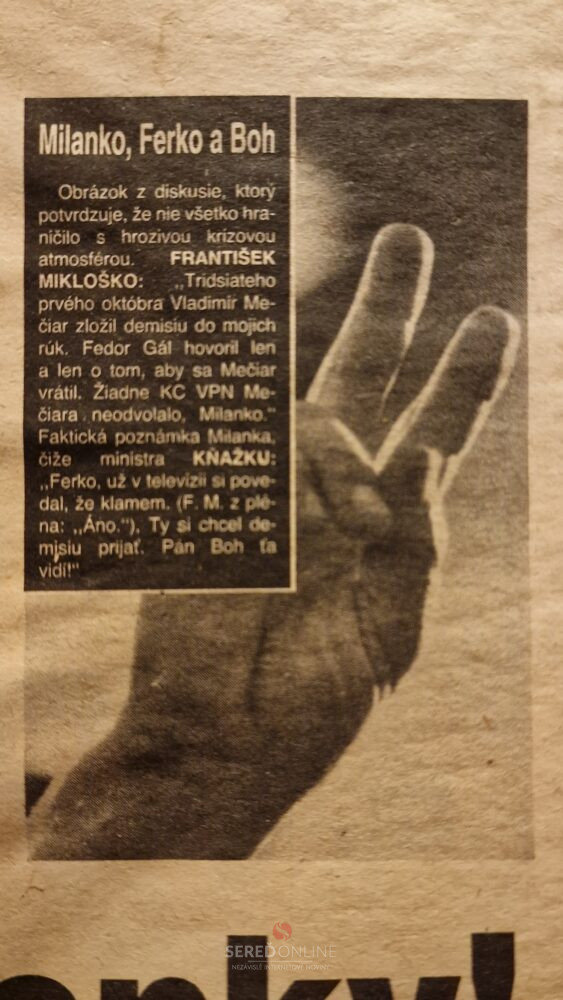 Milanko, Ferko a Boh
Obrázok z diskusie, ktorý
potvrdzuje, že nie všetko hra-
ničilo s hrozivou krízovou
atmosférou. FRANTIŠEK
MIKLOŠKO: „Tridsiateho
prvého októbra Vladimír Me-
čiar zložil demisiu do mojich
rúk. Fedor Gál hovoril len
a len o tom, aby sa Mečiar
vrátil. Žiadne KC VPN Me-
čiara neodvolalo, Milanko."
Faktická poznámka Milanka,
čiže ministra KŇAŽKU:
„Ferko, už v televízii si pove-
dal, že klamem. (F. M. z plé-
na: „Áno."), Ty si chcel de-
misiu prijať. Pán Boh ťa
vidí!"
SEREDONLINE